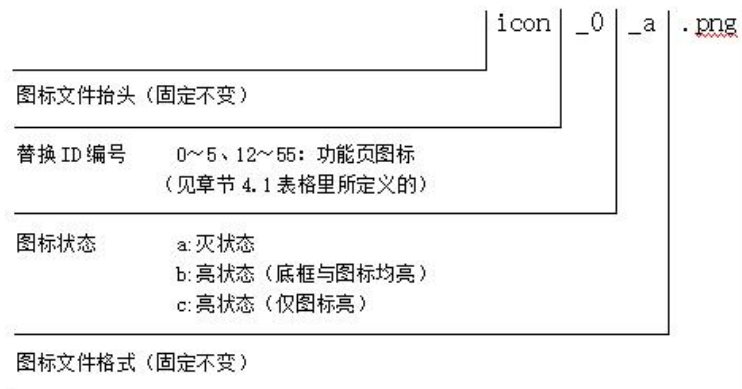 icon _0 _a .png
图标文件抬头（固定不变）
替换ID编号 0～5、12～55：功能页图标
（见章节4.1表格里所定义的）
图标状态 a:灭状态
b:亮状态（底框与图标均亮）
c:亮状态（仅图标亮）
图标文件格式（固定不变）